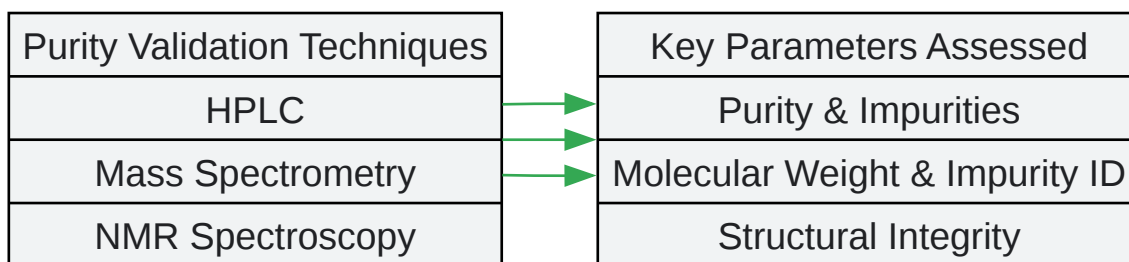 Purity Validation Techniques
HPLC
Mass Spectrometry
NMR Spectroscopy
Key Parameters Assessed
Purity & Impurities
Molecular Weight & Impurity ID
Structural Integrity